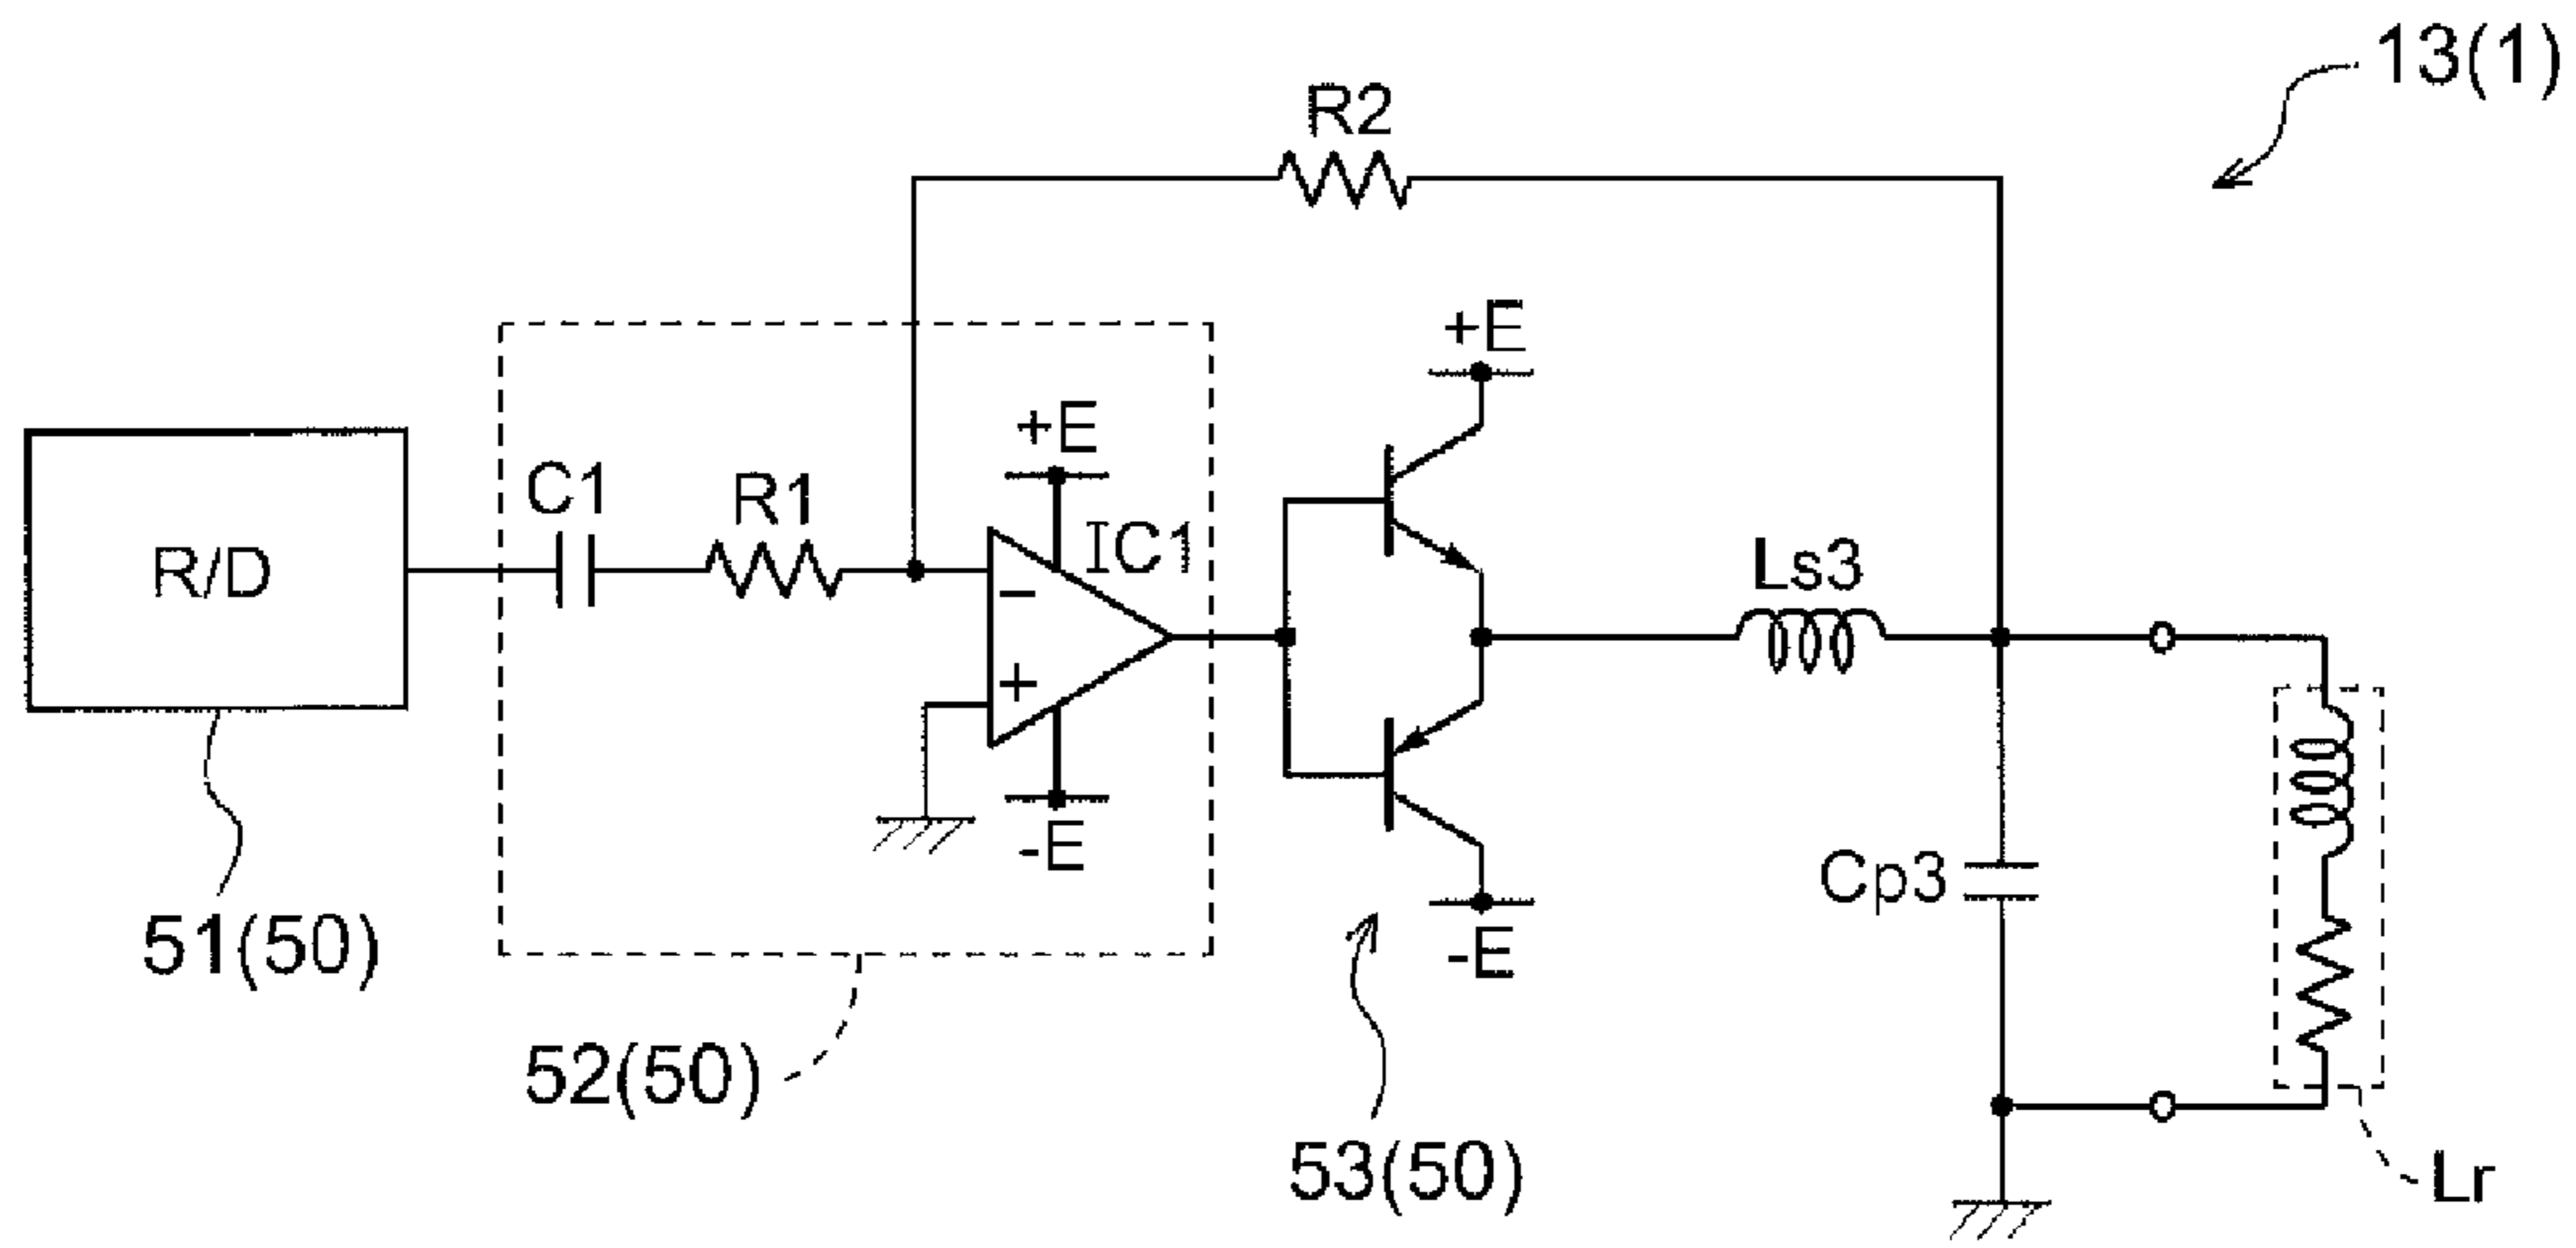 13(1)
R2
+E
+E
C1
R1
IC1
R/D
Ls3
−
+
-E
Cp3
-E
51(50)
52(50)
53(50)
Lr